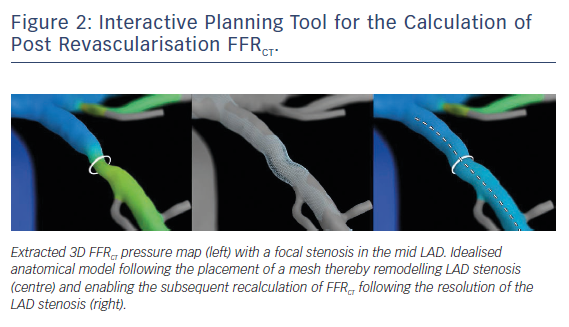 Figure 2: Interactive Planning Tool for the Calculation of
Post Revascularisation FFRCT.
Extracted 3D FFRCT pressure map (left) with a focal stenosis in the mid LAD. Idealised
anatomical model following the placement of a mesh thereby remodelling LAD stenosis
(centre) and enabling the subsequent recalculation of FFRCT following the resolution of the
LAD stenosis (right).